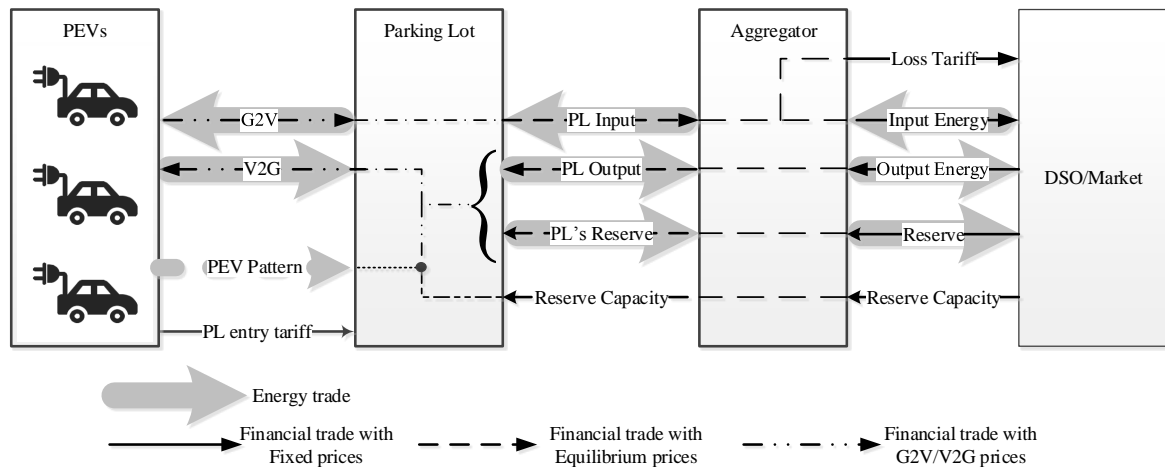 PEVs
Parking Lot
Aggregator
Loss Tariff
G2V
PL Input
Input Energy
V2G
PL Output
Output Energy
DSO/Market
PL's Reserve
Reserve
PEV Pattern
Reserve Capacity
Reserve Capacity
PL entry tariff
Energy trade
Financial trade with
Fixed prices
Financial trade with
Equilibrium prices
Financial trade with
G2V/V2G
prices